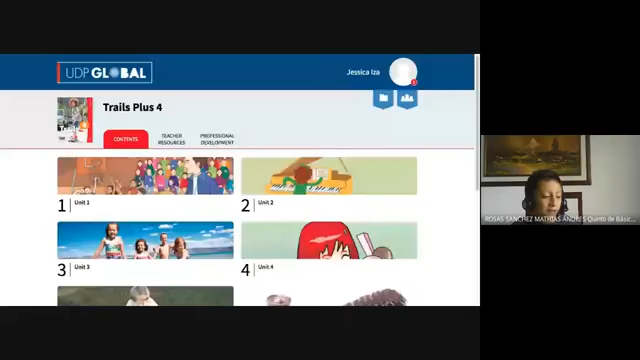 UDP GLOBAL
Jessica Iza
Trails Plus 4
CONTENTS
TEACHER
RESOURCES
PROFESSIONAL
DEVELOPMENT
1 Unit 1
2 Unit 2
3 Unit 3
4 Unit 4
ROSAS SANCHEZ MATHIAS ANDRES Quinto de Básic...